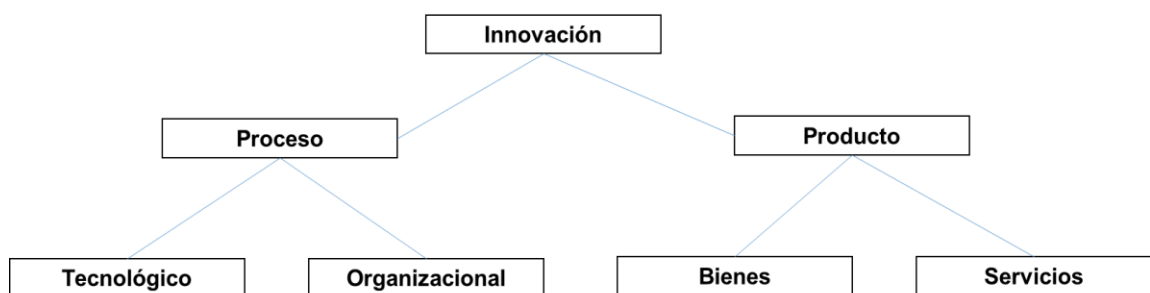 Innovación
Proceso
Producto
Tecnológico
Organizacional
Bienes
Servicios